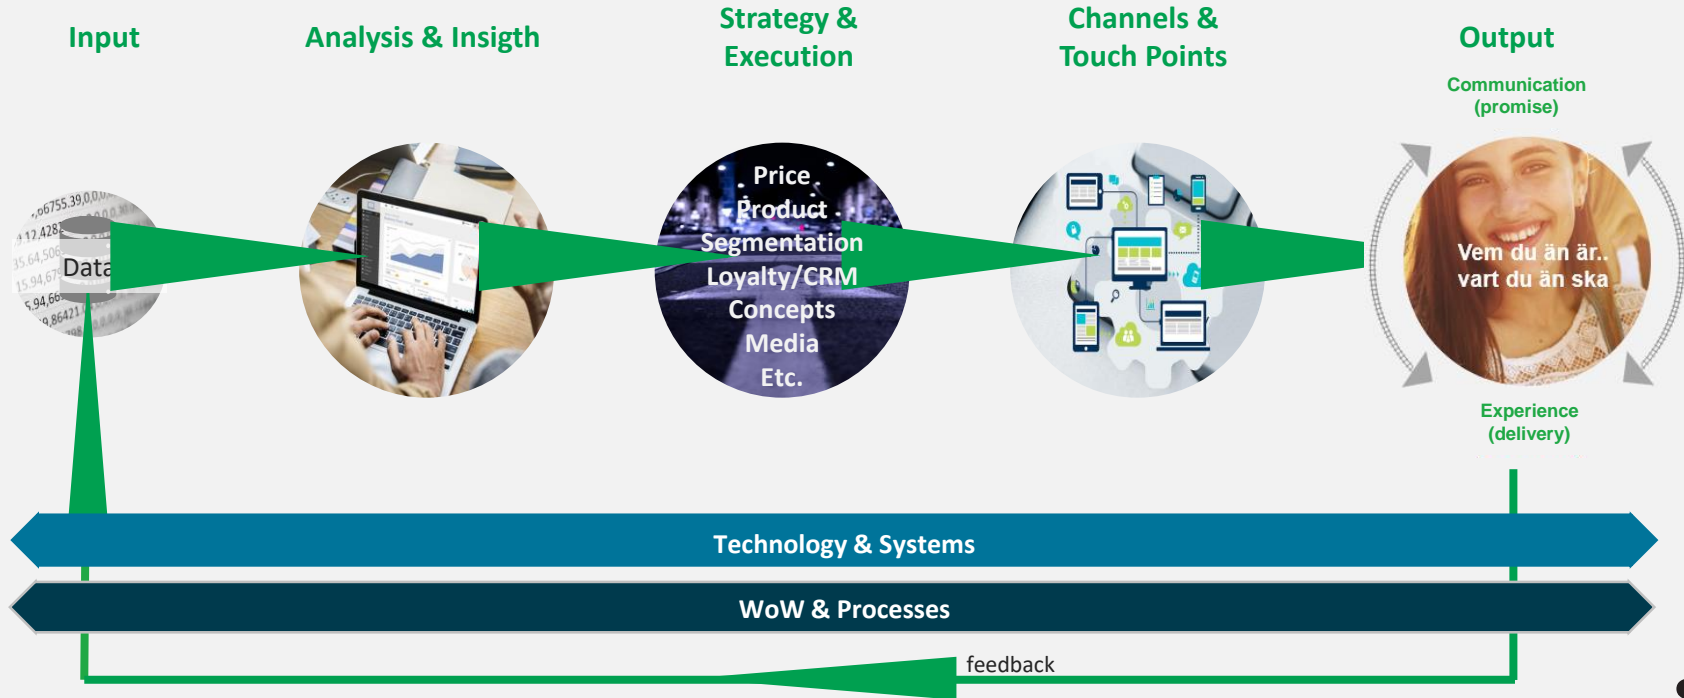 Input
Analysis & Insigth
Strategy &
Execution
Channels &
Touch Points
Output
Communication
(promise)
Data
Price
Product
Segmentation
Loyalty/CRM
Concepts
Media
Etc.
Vem du än är..
vart du än ska
Experience
(delivery)
Technology & Systems
WoW & Processes
feedback